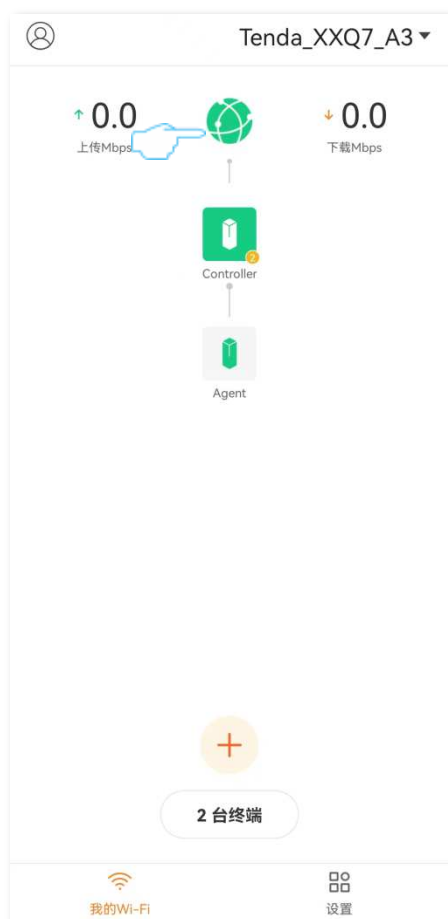 Tenda_XXQ7_A3
0.0
上传Mbps
0.0
下载Mbps
2
Controller
Agent
2 台终端
我的Wi-Fi
设置